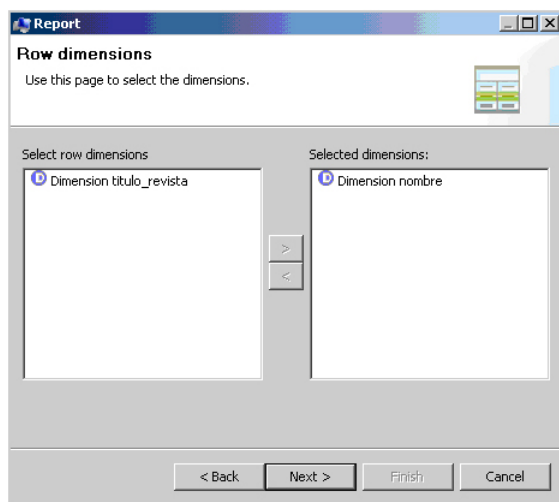 Report
Row dimensions
Use this page to select the dimensions.
Select row dimensions
Selected dimensions:
D Dimension titulo_revista
D Dimension nombre
>
<
< Back
Next >
Finish
Cancel